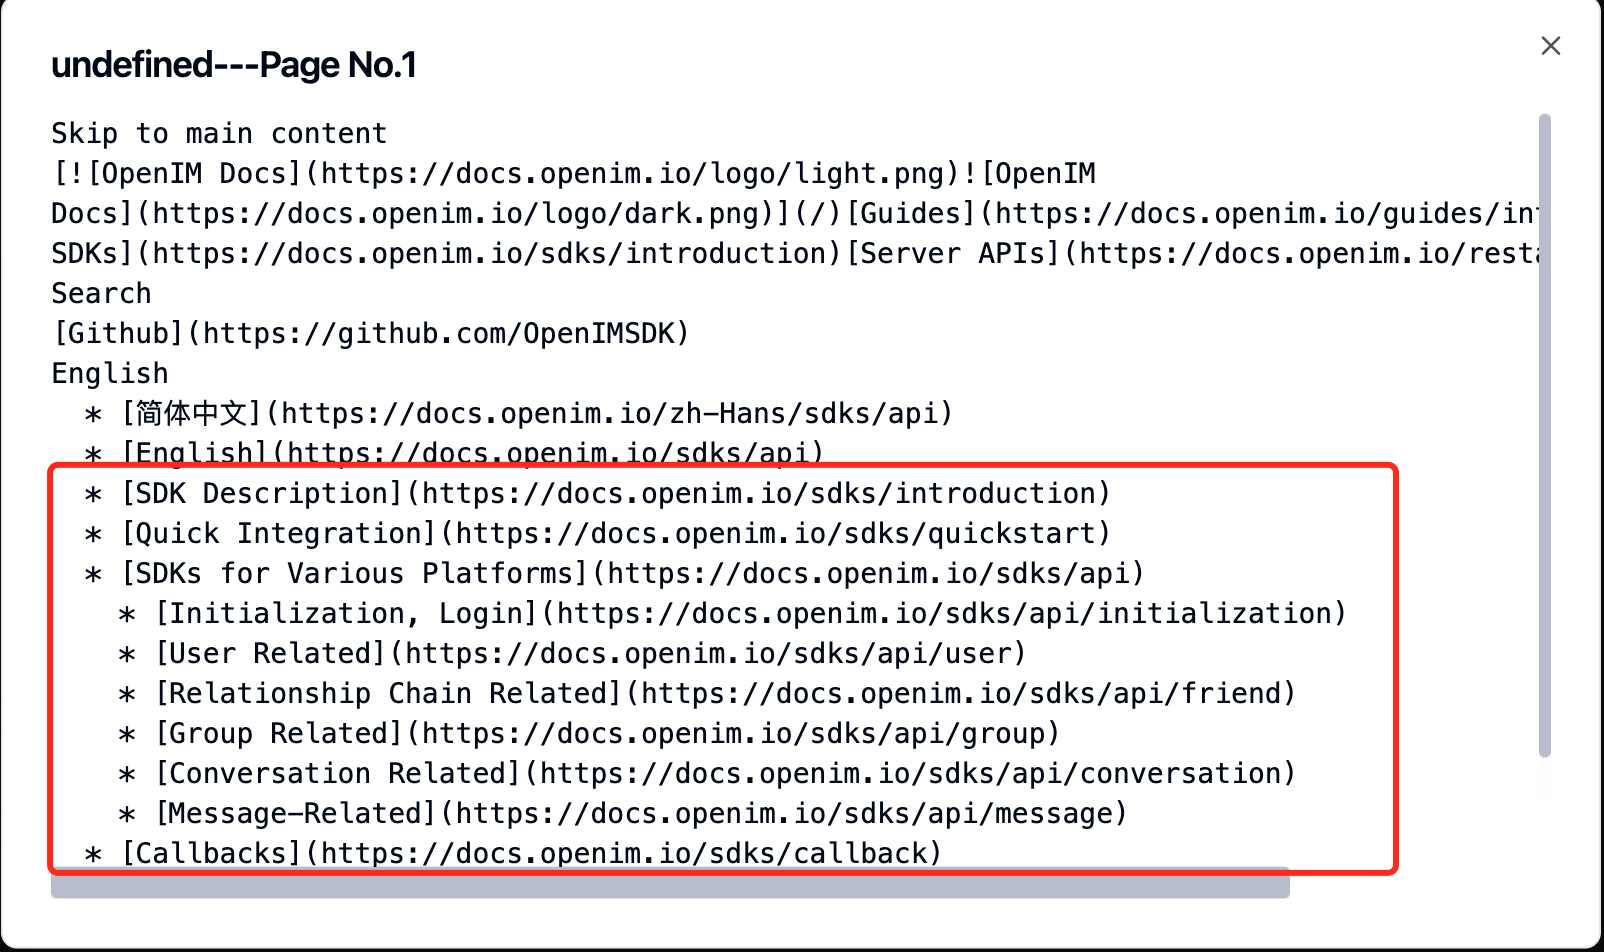 undefined---Page No.1
Skip to main content
[![OpenIM Docs](https://docs.openim.io/logo/light.png)![OpenIM
Docs](https://docs.openim.io/logo/dark.png)](/)[Guides](https://docs.openim.io/guides/in
SDKs](https://docs.openim.io/sdks/introduction)[Server APIs](https://docs.openim.io/resta
Search
[Github](https://github.com/OpenIMSDK)
English
  * [简体中文](https://docs.openim.io/zh-Hans/sdks/api)
  * [English](https://docs.openim.io/sdks/api)
  * [SDK Description](https://docs.openim.io/sdks/introduction)
  * [Quick Integration](https://docs.openim.io/sdks/quickstart)
  * [SDKs for Various Platforms](https://docs.openim.io/sdks/api)
    * [Initialization, Login](https://docs.openim.io/sdks/api/initialization)
    * [User Related](https://docs.openim.io/sdks/api/user)
    * [Relationship Chain Related](https://docs.openim.io/sdks/api/friend)
    * [Group Related](https://docs.openim.io/sdks/api/group)
    * [Conversation Related](https://docs.openim.io/sdks/api/conversation)
    * [Message-Related](https://docs.openim.io/sdks/api/message)
  * [Callbacks](https://docs.openim.io/sdks/callback)